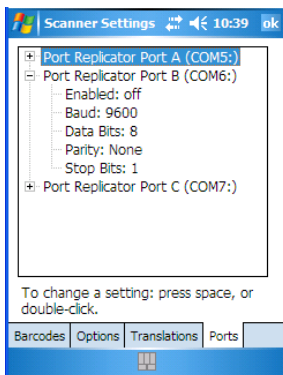 Scanner Settings 10:39 ok
Port Replicator Port A (COM5:)
Port Replicator Port B (COM6:)
Enabled: off
Baud: 9600
Data Bits: 8
Parity: None
Stop Bits: 1
Port Replicator Port C (COM7:)
To change a setting: press space, or
double-click.
Barcodes Options Translations Ports